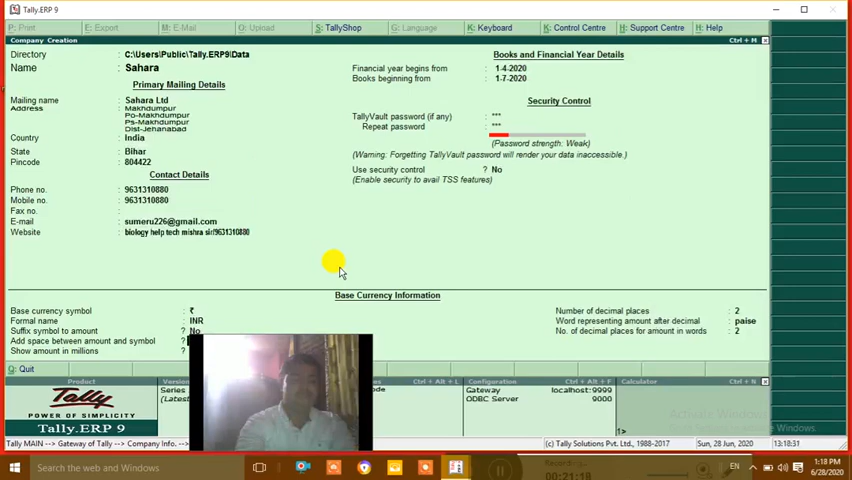 Tally.ERP 9
P: Print E: Export M: E-Mail O: Upload S: TallyShop G: Language K: Keyboard K: Control Centre H: Support Centre H: Help
Company Creation Ctrl + M
Directory : C:\Users\Public\Tally.ERP9\Data
Name : Sahara
Primary Mailing Details
Mailing name : Sahara Ltd
Address : Makhdumpur
Po-Makhdumpur
Ps-Makhdumpur
Dist-Jehanabad
Country : India
State : Bihar
Pincode : 804422
Contact Details
Phone no. : 9631310880
Mobile no. : 9631310880
Fax no. :
E-mail : sumeru226@gmail.com
Website : biology help tech mishra sir/9631310880
Books and Financial Year Details
Financial year begins from : 1-4-2020
Books beginning from : 1-7-2020
Security Control
TallyVault password (if any) : ***
Repeat password : ***
(Password strength: Weak)
(Warning: Forgetting TallyVault password will render your data inaccessible.)
Use security control ? No
(Enable security to avail TSS features)
Base Currency Information
Base currency symbol : ₹
Formal name : INR
Suffix symbol to amount ? No
Add space between amount and symbol ?
Show amount in millions ?
Number of decimal places : 2
Word representing amount after decimal : paise
No. of decimal places for amount in words : 2
Q: Quit
Product
Tally
POWER OF SIMPLICITY
Tally.ERP 9
Series
(Lates
Ctrl + Alt + L
Configuration Ctrl + Alt + F
Gateway localhost:9999
ODBC Server 9000
Calculator Ctrl + N
1>
Activate Windows
Tally MAIN --> Gateway of Tally --> Company Info.
(c) Tally Solutions Pvt. Ltd., 1988-2017 Sun, 28 Jun, 2020 13:18:31
Search the web and Windows
00:21:18
EN
1:18 PM
6/28/2020